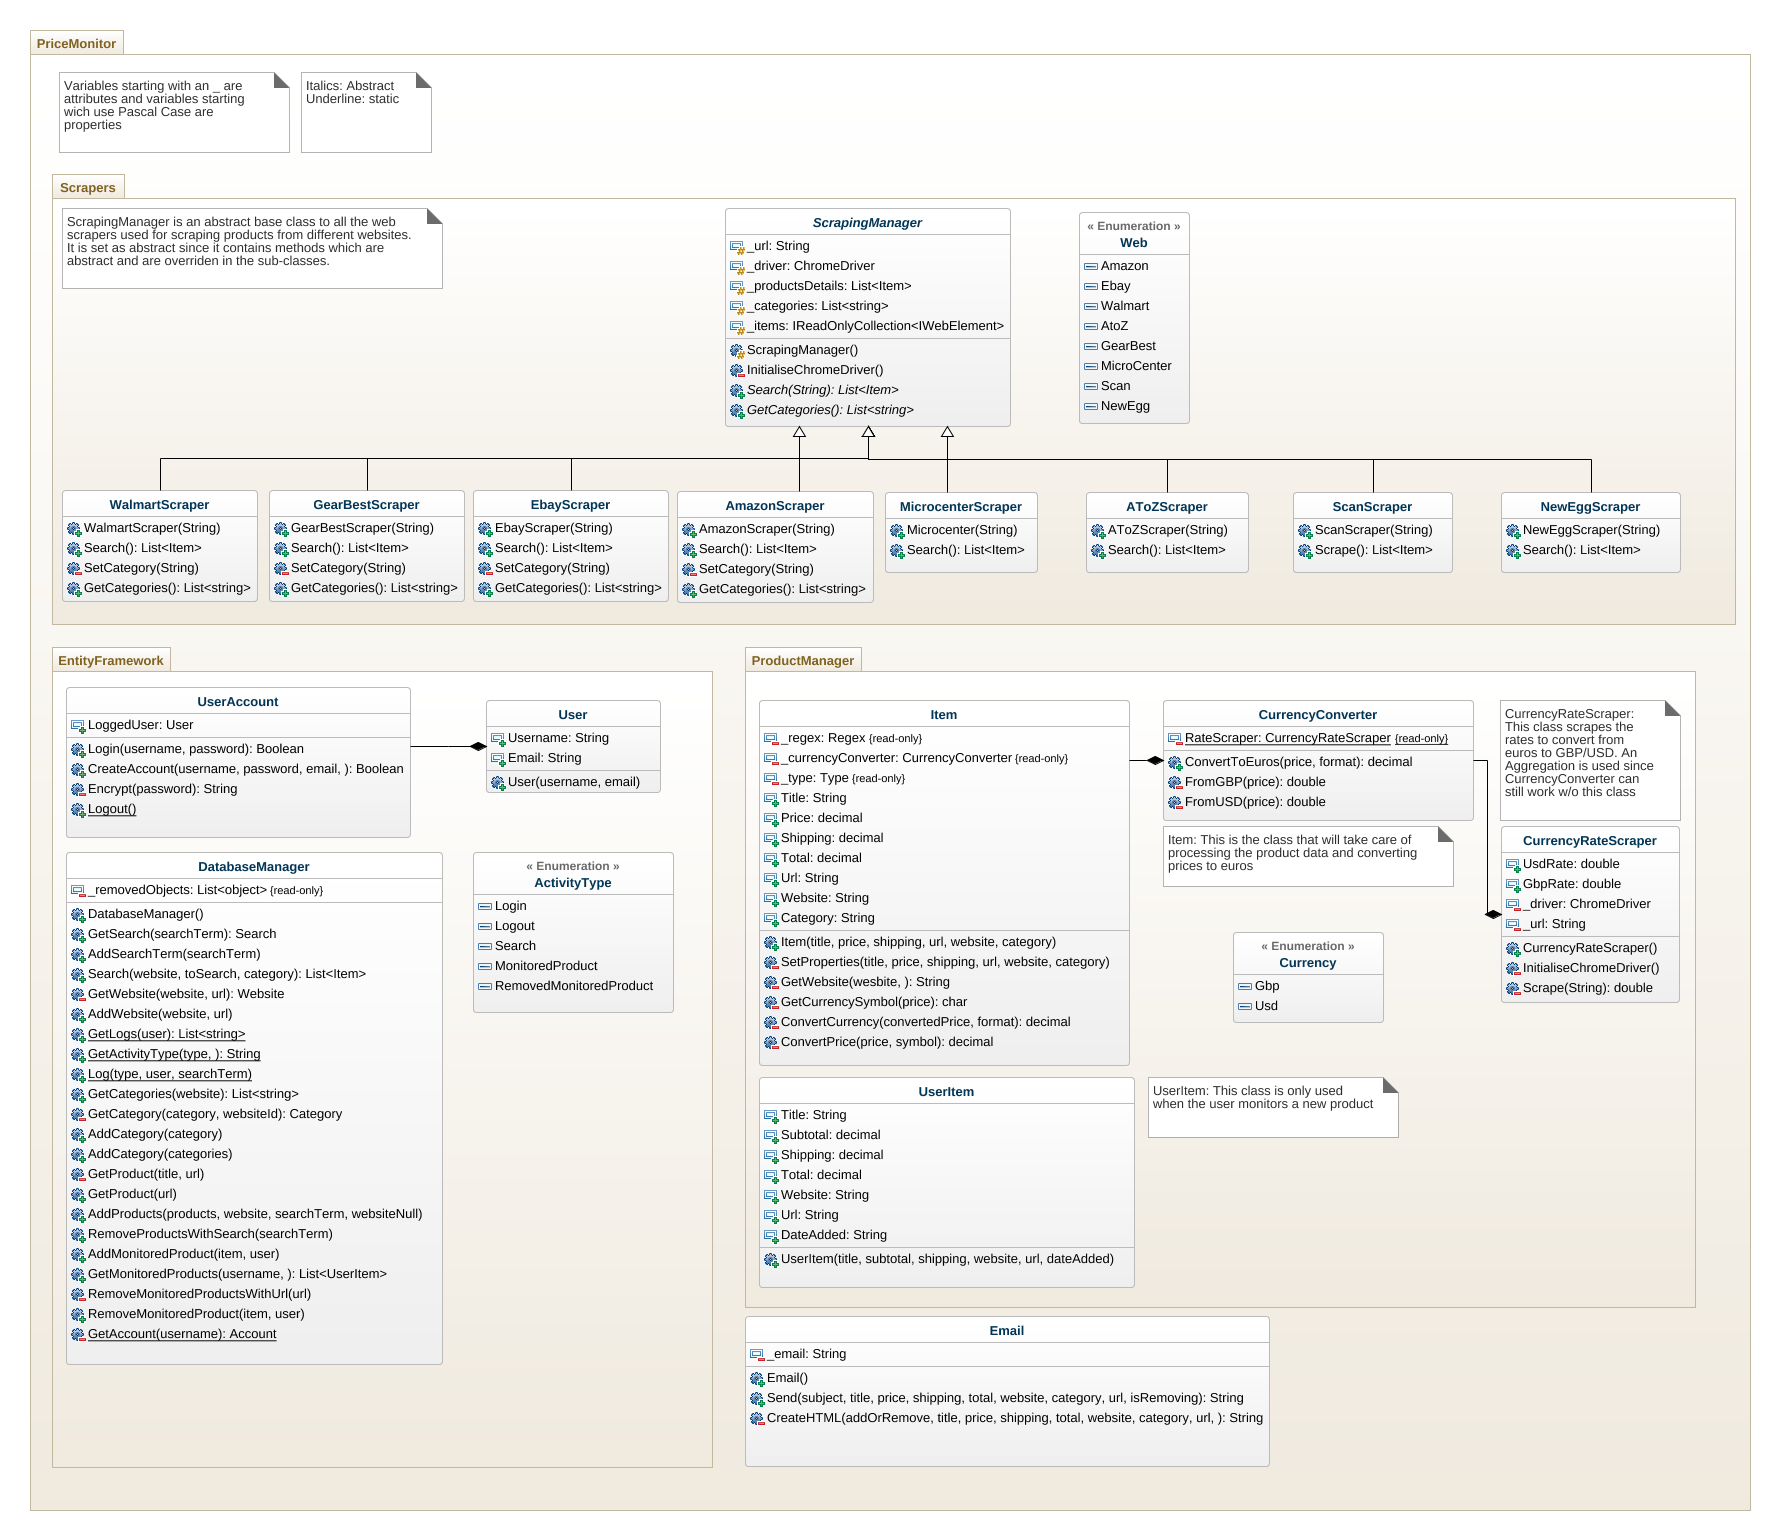 PriceMonitor
Variables starting with an _ are
attributes and variables starting
wich use Pascal Case are
properties
Italics: Abstract
Underline: static
Scrapers
ScrapingManager is an abstract base class to all the web
scrapers used for scraping products from different websites.
It is set as abstract since it contains methods which are
abstract and are overriden in the sub-classes.
ScrapingManager
_url: String
_driver: ChromeDriver
_productsDetails: List<Item>
_categories: List<string>
_items: IReadOnlyCollection<IWebElement>
ScrapingManager()
InitialiseChromeDriver()
Search(String): List<Item>
GetCategories(): List<string>
« Enumeration »
Web
Amazon
Ebay
Walmart
AtoZ
GearBest
MicroCenter
Scan
NewEgg
WalmartScraper
WalmartScraper(String)
Search(): List<Item>
SetCategory(String)
GetCategories(): List<string>
GearBestScraper
GearBestScraper(String)
Search(): List<Item>
SetCategory(String)
GetCategories(): List<string>
EbayScraper
EbayScraper(String)
Search(): List<Item>
SetCategory(String)
GetCategories(): List<string>
AmazonScraper
AmazonScraper(String)
Search(): List<Item>
SetCategory(String)
GetCategories(): List<string>
MicrocenterScraper
Microcenter(String)
Search(): List<Item>
AToZScraper
AToZScraper(String)
Search(): List<Item>
ScanScraper
ScanScraper(String)
Scrape(): List<Item>
NewEggScraper
NewEggScraper(String)
Search(): List<Item>
EntityFramework
UserAccount
LoggedUser: User
Login(username, password): Boolean
CreateAccount(username, password, email, ): Boolean
Encrypt(password): String
Logout()
User
Username: String
Email: String
User(username, email)
DatabaseManager
_removedObjects: List<object> {read-only}
DatabaseManager()
GetSearch(searchTerm): Search
AddSearchTerm(searchTerm)
Search(website, toSearch, category): List<Item>
GetWebsite(website, url): Website
AddWebsite(website, url)
GetLogs(user): List<string>
GetActivityType(type, ): String
Log(type, user, searchTerm)
GetCategories(website): List<string>
GetCategory(category, websiteId): Category
AddCategory(category)
AddCategory(categories)
GetProduct(title, url)
GetProduct(url)
AddProducts(products, website, searchTerm, websiteNull)
RemoveProductsWithSearch(searchTerm)
AddMonitoredProduct(item, user)
GetMonitoredProducts(username, ): List<UserItem>
RemoveMonitoredProductsWithUrl(url)
RemoveMonitoredProduct(item, user)
GetAccount(username): Account
« Enumeration »
ActivityType
Login
Logout
Search
MonitoredProduct
RemovedMonitoredProduct
ProductManager
Item
_regex: Regex {read-only}
_currencyConverter: CurrencyConverter {read-only}
_type: Type {read-only}
Title: String
Price: decimal
Shipping: decimal
Total: decimal
Url: String
Website: String
Category: String
Item(title, price, shipping, url, website, category)
SetProperties(title, price, shipping, url, website, category)
GetWebsite(wesbite, ): String
GetCurrencySymbol(price): char
ConvertCurrency(convertedPrice, format): decimal
ConvertPrice(price, symbol): decimal
CurrencyConverter
RateScraper: CurrencyRateScraper {read-only}
ConvertToEuros(price, format): decimal
FromGBP(price): double
FromUSD(price): double
CurrencyRateScraper:
This class scrapes the
rates to convert from
euros to GBP/USD. An
Aggregation is used since
CurrencyConverter can
still work w/o this class
Item: This is the class that will take care of
processing the product data and converting
prices to euros
CurrencyRateScraper
UsdRate: double
GbpRate: double
_driver: ChromeDriver
_url: String
CurrencyRateScraper()
InitialiseChromeDriver()
Scrape(String): double
« Enumeration »
Currency
Gbp
Usd
UserItem
Title: String
Subtotal: decimal
Shipping: decimal
Total: decimal
Website: String
Url: String
DateAdded: String
UserItem(title, subtotal, shipping, website, url, dateAdded)
UserItem: This class is only used
when the user monitors a new product
Email
_email: String
Email()
Send(subject, title, price, shipping, total, website, category, url, isRemoving): String
CreateHTML(addOrRemove, title, price, shipping, total, website, category, url, ): String